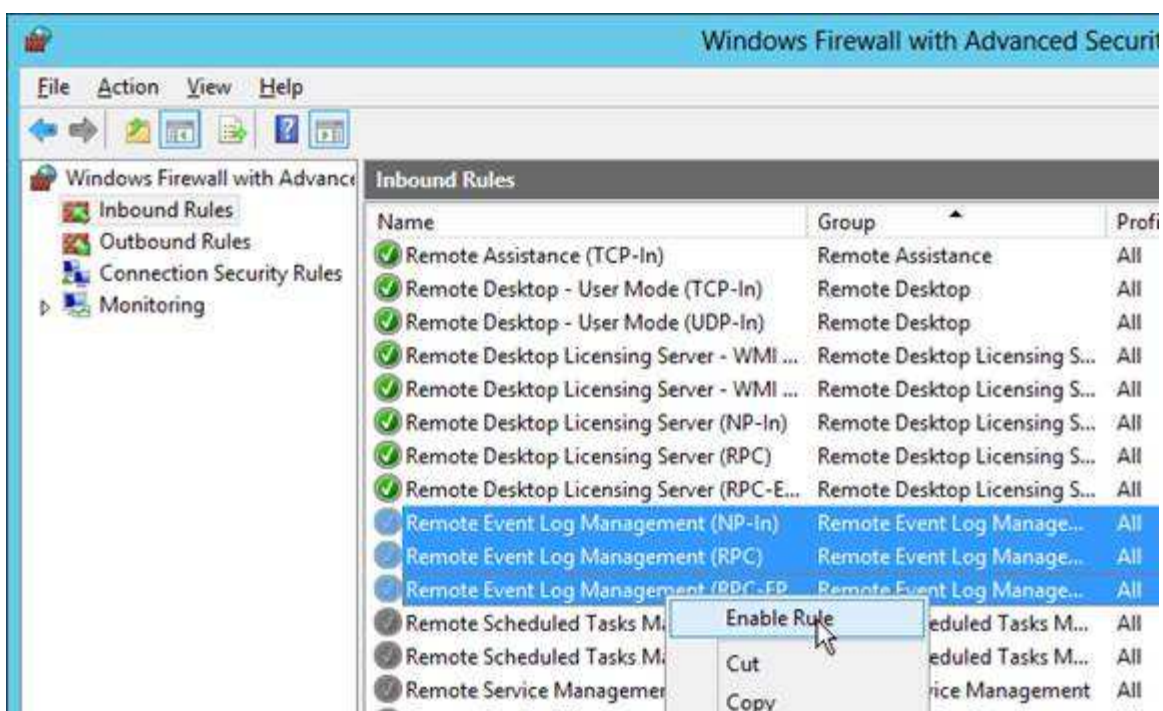 Windows Firewall with Advanced Securit
File Action View Help
Windows Firewall with Advance
Inbound Rules
Outbound Rules
Connection Security Rules
Monitoring
Inbound Rules
Name Group Profi
Remote Assistance (TCP-In) Remote Assistance All
Remote Desktop - User Mode (TCP-In) Remote Desktop All
Remote Desktop - User Mode (UDP-In) Remote Desktop All
Remote Desktop Licensing Server - WMI ... Remote Desktop Licensing S... All
Remote Desktop Licensing Server - WMI ... Remote Desktop Licensing S... All
Remote Desktop Licensing Server (NP-In) Remote Desktop Licensing S... All
Remote Desktop Licensing Server (RPC) Remote Desktop Licensing S... All
Remote Desktop Licensing Server (RPC-E... Remote Desktop Licensing S... All
Remote Event Log Management (NP-In) Remote Event Log Manage... All
Remote Event Log Management (RPC) Remote Event Log Manage... All
Remote Event Log Management (RPC-EP Remote Event Log Manage... All
Enable Rule
Remote Scheduled Tasks Ma eduled Tasks M... All
Remote Scheduled Tasks Ma eduled Tasks M... All
Cut
Remote Service Managemer vice Management All
Copy